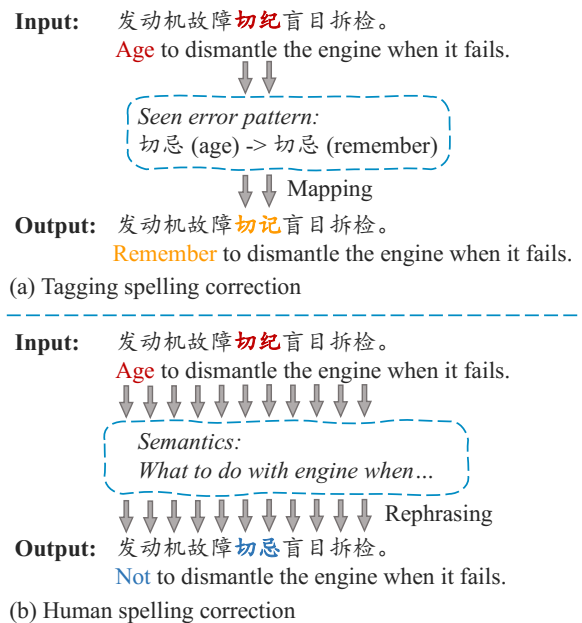 Input: 发动机故障切纪盲目拆检。
Age to dismantle the engine when it fails.
Seen error pattern:
切忌 (age) -> 切忌 (remember)
Mapping
Output: 发动机故障切记盲目拆检。
Remember to dismantle the engine when it fails.
(a) Tagging spelling correction
Input: 发动机故障切纪盲目拆检。
Age to dismantle the engine when it fails.
Semantics:
What to do with engine when…
Rephrasing
Output: 发动机故障切忌盲目拆检。
Not to dismantle the engine when it fails.
(b) Human spelling correction